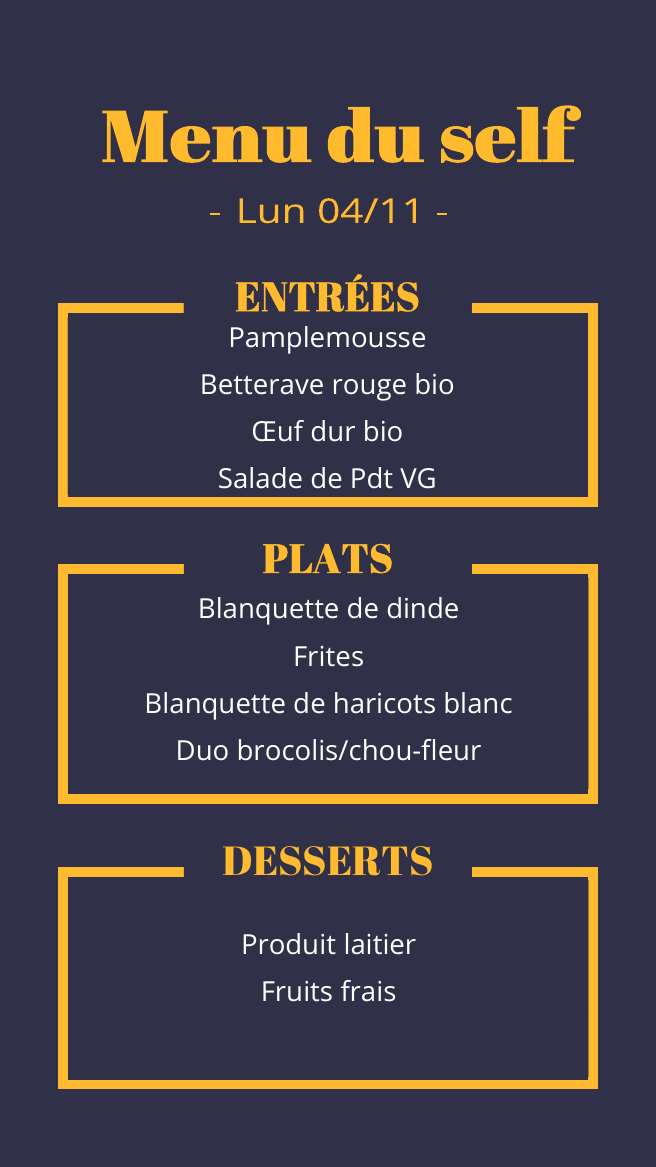 Menu du self
- Lun 04/11 -
ENTRÉES
Pamplemousse
Betterave rouge bio
Œuf dur bio
Salade de Pdt VG
PLATS
Blanquette de dinde
Frites
Blanquette de haricots blanc
Duo brocolis/chou-fleur
DESSERTS
Produit laitier
Fruits frais